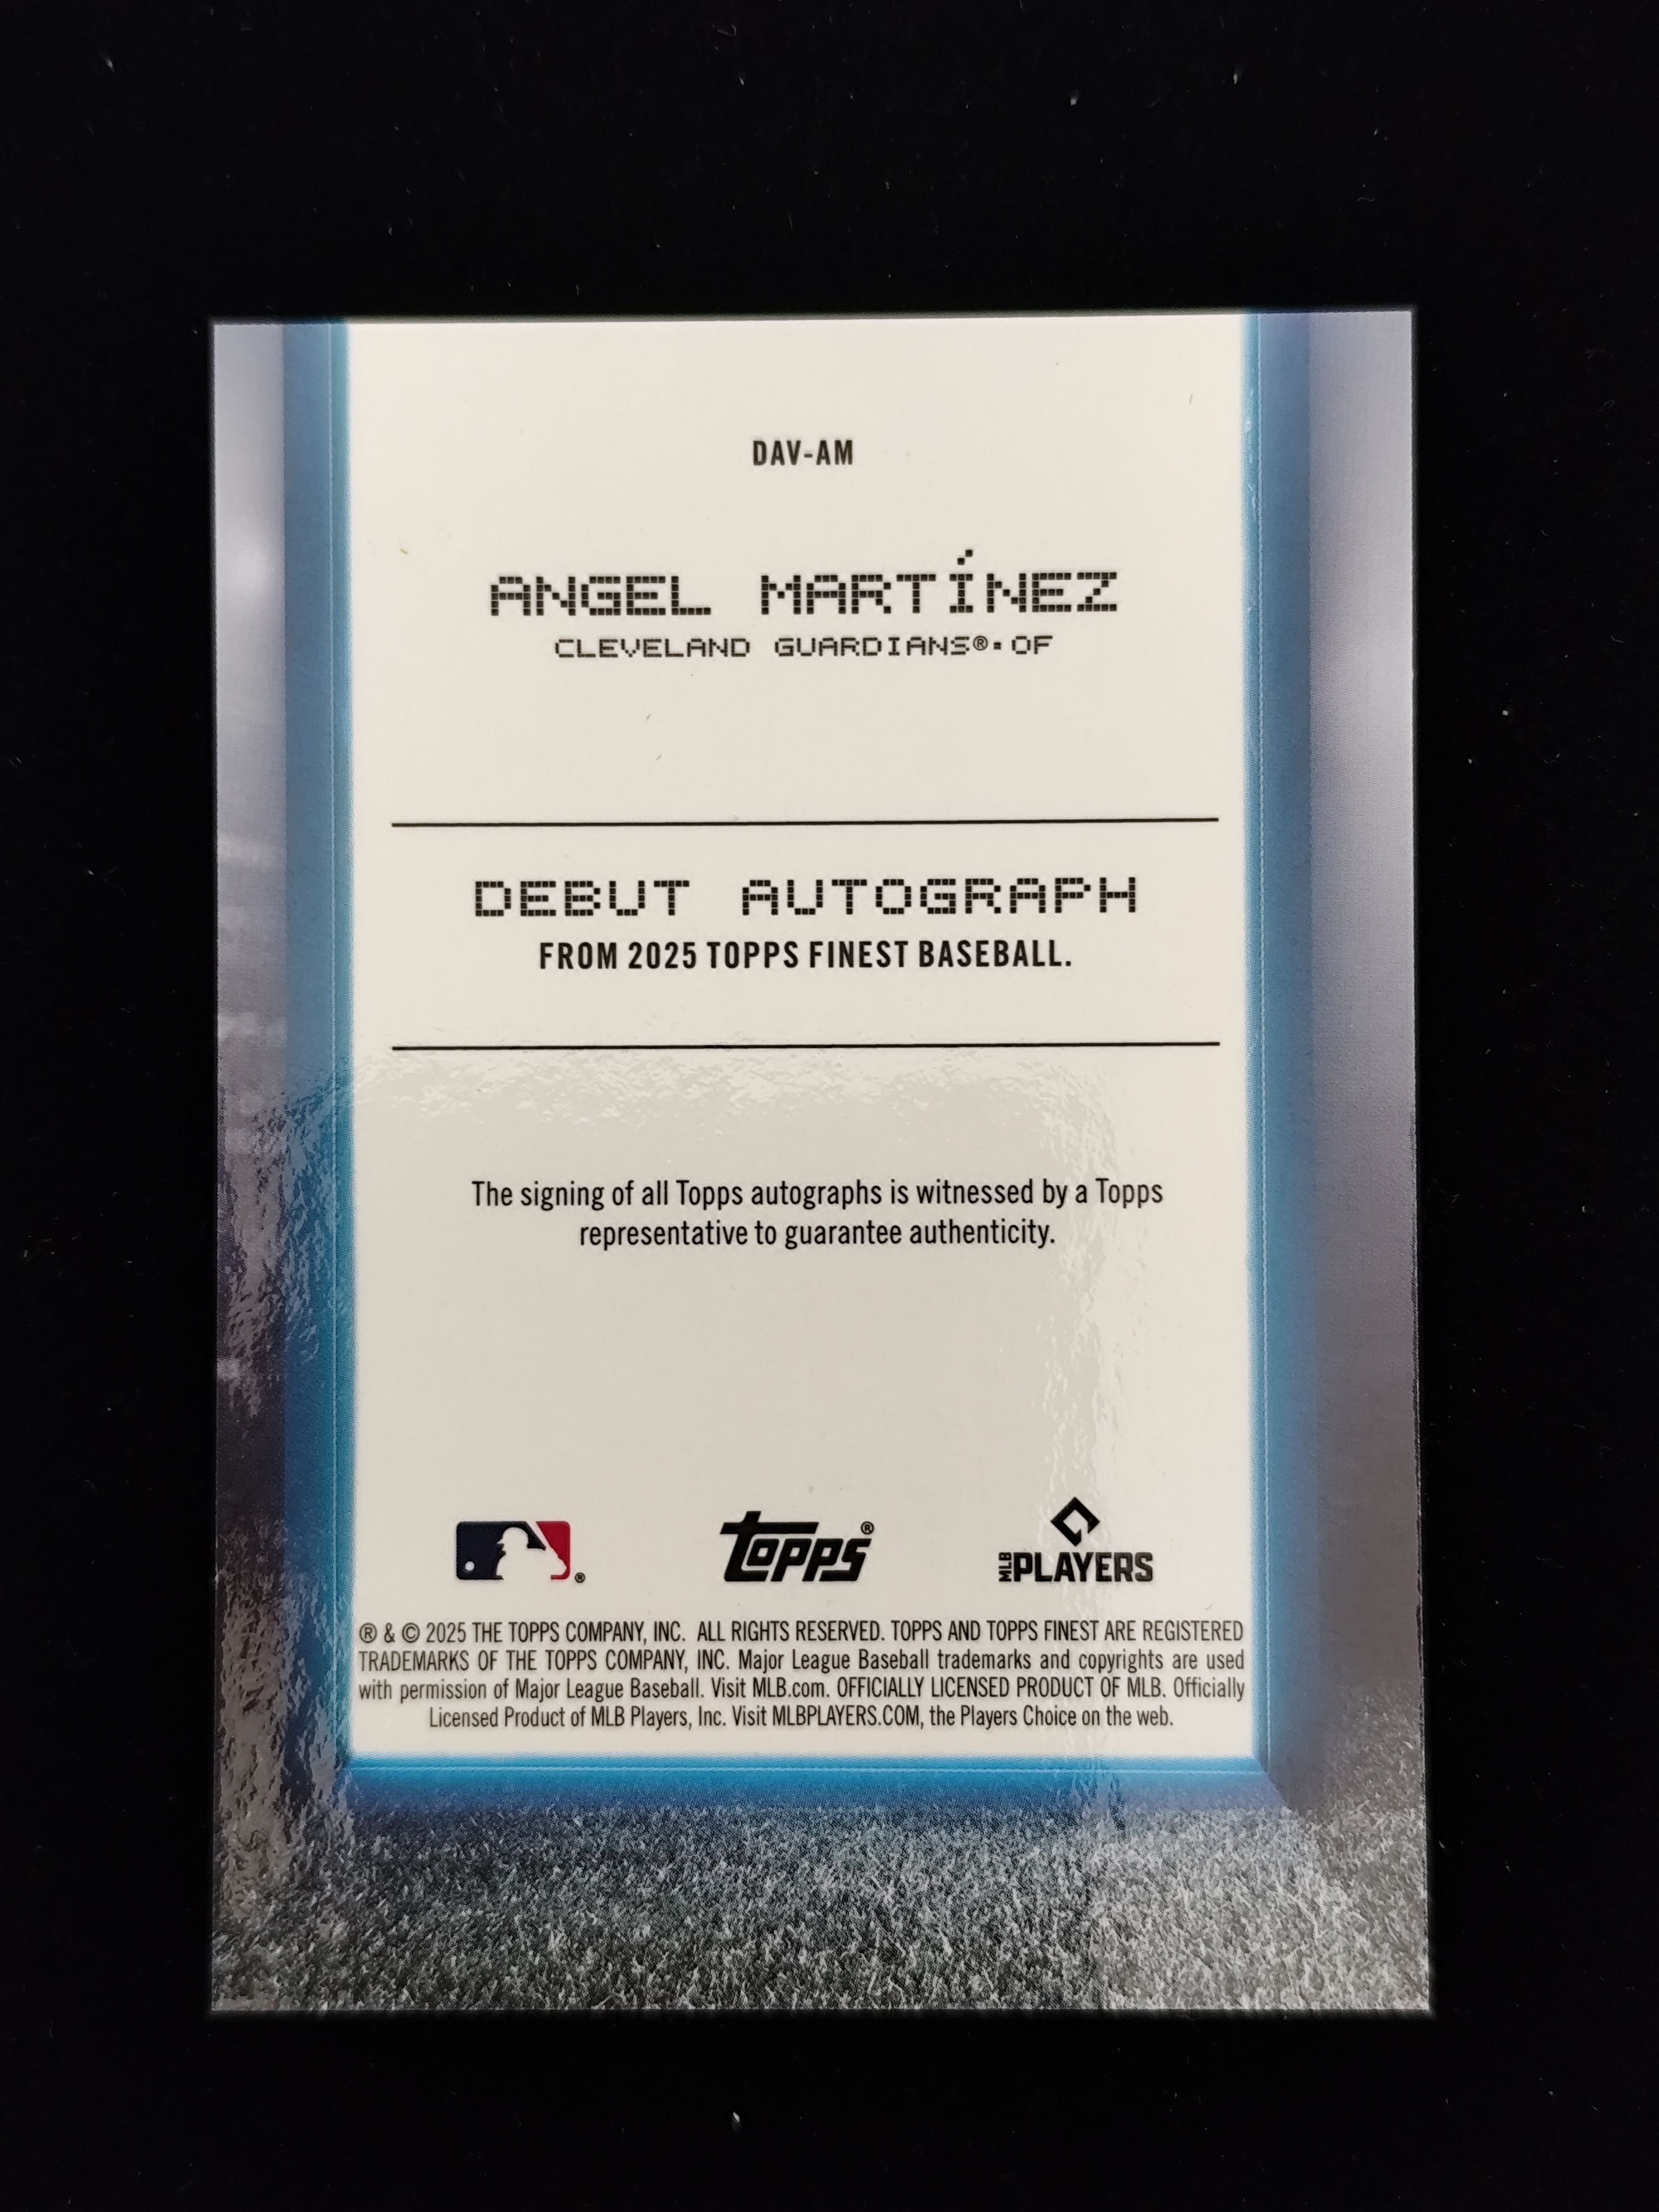 DAV-AM
ANGEL MARTÍNEZ
CLEVELAND GUARDIANS®▪OF
DEBUT AUTOGRAPH
FROM 2025 TOPPS FINEST BASEBALL.
The signing of all Topps autographs is witnessed by a Topps
representative to guarantee authenticity.
®
Topps®
MLB PLAYERS
® & © 2025 THE TOPPS COMPANY, INC. ALL RIGHTS RESERVED. TOPPS AND TOPPS FINEST ARE REGISTERED
TRADEMARKS OF THE TOPPS COMPANY, INC. Major League Baseball trademarks and copyrights are used
with permission of Major League Baseball. Visit MLB.com. OFFICIALLY LICENSED PRODUCT OF MLB. Officially
Licensed Product of MLB Players, Inc. Visit MLBPLAYERS.COM, the Players Choice on the web.